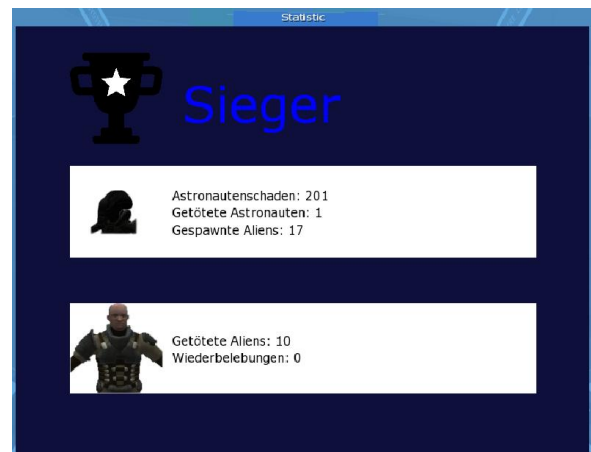 Statistic
Sieger
Astronautenschaden: 201
Getötete Astronauten: 1
Gespawnte Aliens: 17
Getötete Aliens: 10
Wiederbelebungen: 0